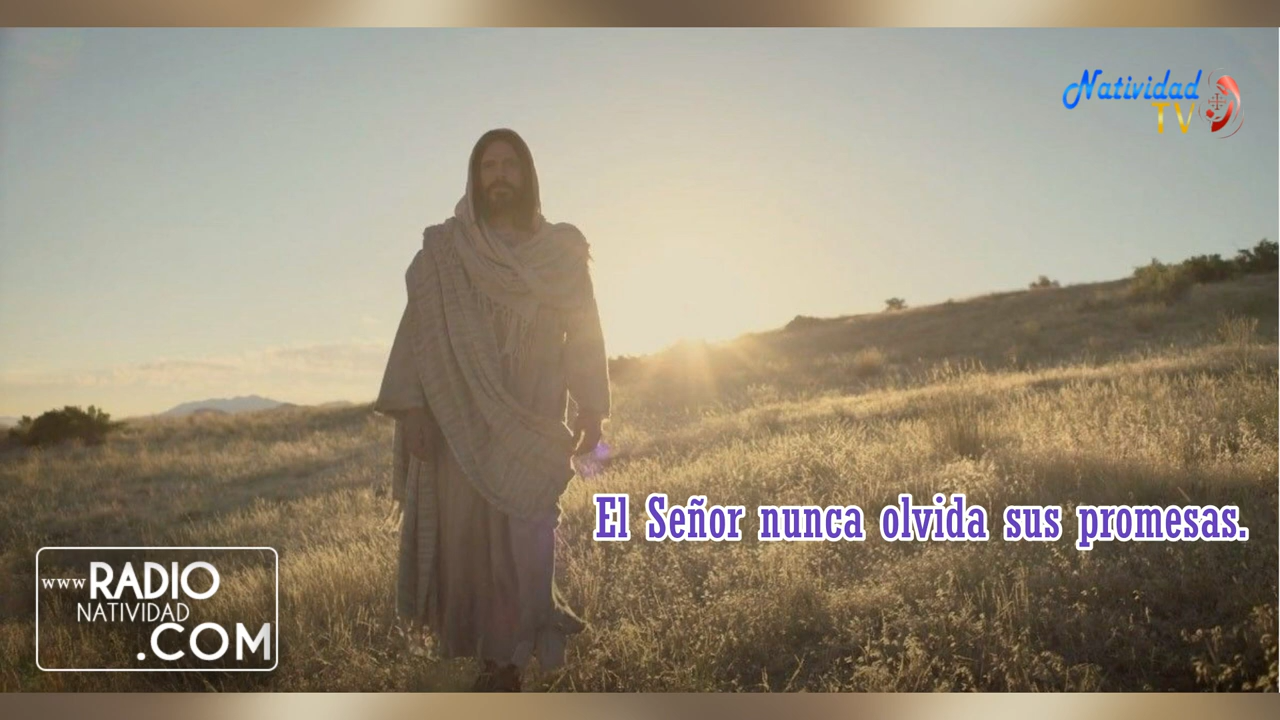 Natividad
TV
El Señor nunca olvida sus promesas.
www RADIO
NATIVIDAD
.COM